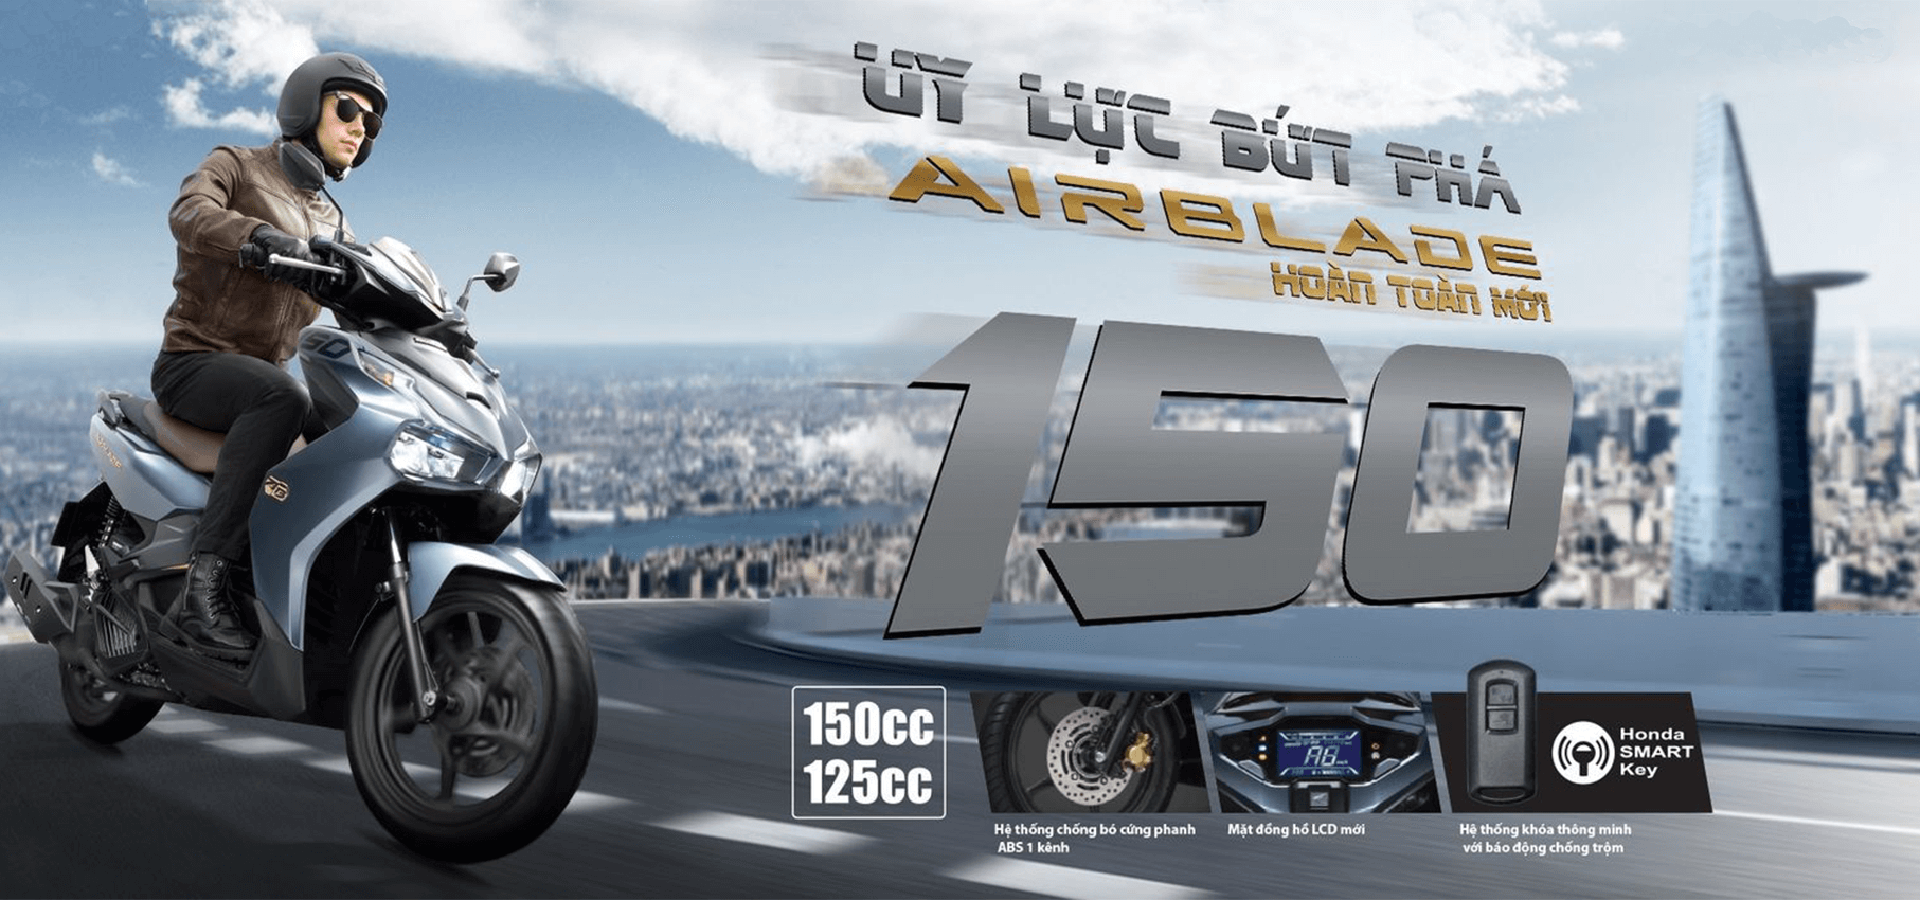 UY LỰC BỨT PHÁ
AIRBLADE
HOÀN TOÀN MỚI
150
150cc
125cc
Hệ thống chống bó cứng phanh
ABS 1 kênh
Mặt đồng hồ LCD mới
Honda
SMART
Key
Hệ thống khóa thông minh
với báo động chống trộm